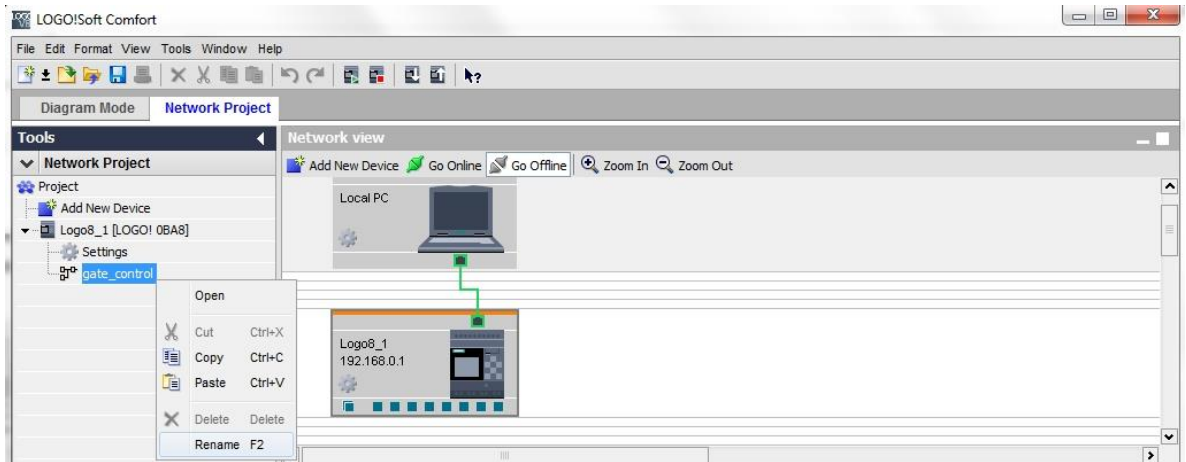 LOGO!Soft Comfort
File Edit Format View Tools Window Help
Diagram Mode Network Project
Tools
Network view
Network Project
Add New Device Go Online Go Offline Zoom In Zoom Out
Project
Add New Device
Logo8_1 [LOGO! 0BA8]
Settings
gate_control
Local PC
Open
Cut Ctrl+X
Copy Ctrl+C
Paste Ctrl+V
Delete Delete
Rename F2
Logo8_1
192.168.0.1